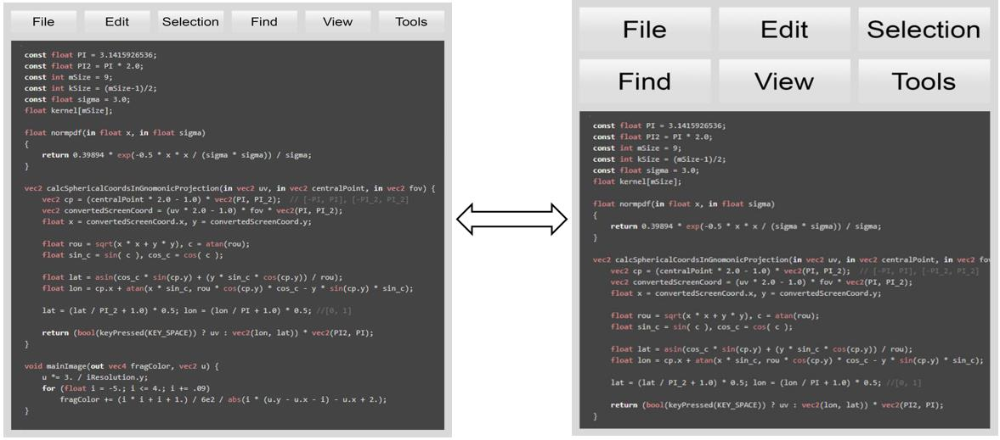 File Edit Selection Find View Tools
const float PI = 3.1415926536;
const float PI2 = PI * 2.0;
const int mSize = 9;
const int kSize = (mSize-1)/2;
const float sigma = 3.0;
float kernel[mSize];
float normpdf(in float x, in float sigma)
{
return 0.39894 * exp(-0.5 * x * x / (sigma * sigma)) / sigma;
}
vec2 calcSphericalCoordsInGnomonicProjection(in vec2 uv, in vec2 centralPoint, in vec2 fov) {
vec2 cp = (centralPoint * 2.0 - 1.0) * vec2(PI, PI_2);  // [-PI, PI], [-PI_2, PI_2]
vec2 convertedScreenCoord = (uv * 2.0 - 1.0) * fov * vec2(PI, PI_2);
float x = convertedScreenCoord.x, y = convertedScreenCoord.y;
float rou = sqrt(x * x + y * y), c = atan(rou);
float sin_c = sin( c ), cos_c = cos( c );
float lat = asin(cos_c * sin(cp.y) + (y * sin_c * cos(cp.y)) / rou);
float lon = cp.x + atan(x * sin_c, rou * cos(cp.y) * cos_c - y * sin(cp.y) * sin_c);
lat = (lat / PI_2 + 1.0) * 0.5; lon = (lon / PI + 1.0) * 0.5; //[0, 1]
return (bool(keyPressed(KEY_SPACE)) ? uv : vec2(lon, lat)) * vec2(PI2, PI);
}
void mainImage(out vec4 fragColor, vec2 u) {
u *= 3. / iResolution.y;
for (float i = -5.; i <= 4.; i += .09)
fragColor += (i * i + i + 1.) / 6e2 / abs(i * (u.y - u.x - i) - u.x + 2.);
}
File Edit Selection
Find View Tools
const float PI = 3.1415926536;
const float PI2 = PI * 2.0;
const int mSize = 9;
const int kSize = (mSize-1)/2;
const float sigma = 3.0;
float kernel[mSize];
float normpdf(in float x, in float sigma)
{
return 0.39894 * exp(-0.5 * x * x / (sigma * sigma)) / sigma;
}
vec2 calcSphericalCoordsInGnomonicProjection(in vec2 uv, in vec2 centralPoint, in vec2 fov
vec2 cp = (centralPoint * 2.0 - 1.0) * vec2(PI, PI_2);  // [-PI, PI], [-PI_2, PI_2]
vec2 convertedScreenCoord = (uv * 2.0 - 1.0) * fov * vec2(PI, PI_2);
float x = convertedScreenCoord.x, y = convertedScreenCoord.y;
float rou = sqrt(x * x + y * y), c = atan(rou);
float sin_c = sin( c ), cos_c = cos( c );
float lat = asin(cos_c * sin(cp.y) + (y * sin_c * cos(cp.y)) / rou);
float lon = cp.x + atan(x * sin_c, rou * cos(cp.y) * cos_c - y * sin(cp.y) * sin_c);
lat = (lat / PI_2 + 1.0) * 0.5; lon = (lon / PI + 1.0) * 0.5; //[0, 1]
return (bool(keyPressed(KEY_SPACE)) ? uv : vec2(lon, lat)) * vec2(PI2, PI);
}